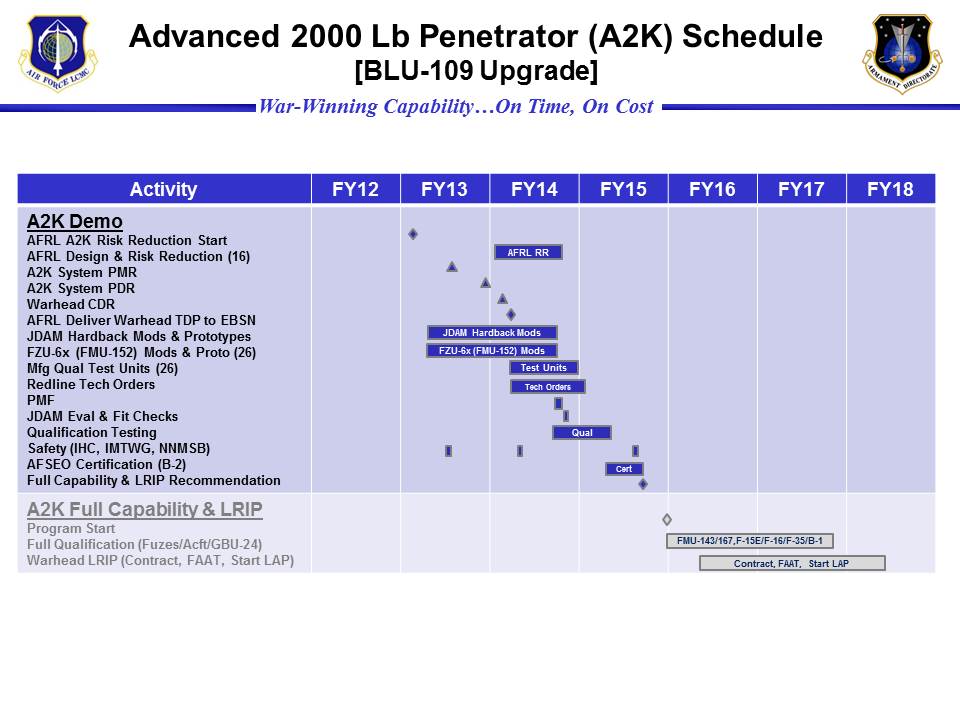 Advanced 2000 Lb Penetrator (A2K) Schedule
[BLU-109 Upgrade]
AIR FORCE LCMC
ARMAMENT DIRECTORATE
War-Winning Capability…On Time, On Cost
Activity FY12 FY13 FY14 FY15 FY16 FY17 FY18
A2K Demo
AFRL A2K Risk Reduction Start
AFRL Design & Risk Reduction (16) AFRL RR
A2K System PMR
A2K System PDR
Warhead CDR
AFRL Deliver Warhead TDP to EBSN
JDAM Hardback Mods & Prototypes JDAM Hardback Mods
FZU-6x (FMU-152) Mods & Proto (26) FZU-6x (FMU-152) Mods
Mfg Qual Test Units (26) Test Units
Redline Tech Orders Tech Orders
PMF
JDAM Eval & Fit Checks
Qualification Testing Qual
Safety (IHC, IMTWG, NNMSB)
AFSEO Certification (B-2) Cert
Full Capability & LRIP Recommendation
A2K Full Capability & LRIP
Program Start
Full Qualification (Fuzes/Acft/GBU-24) FMU-143/167,F-15E/F-16/F-35/B-1
Warhead LRIP (Contract, FAAT, Start LAP) Contract, FAAT, Start LAP